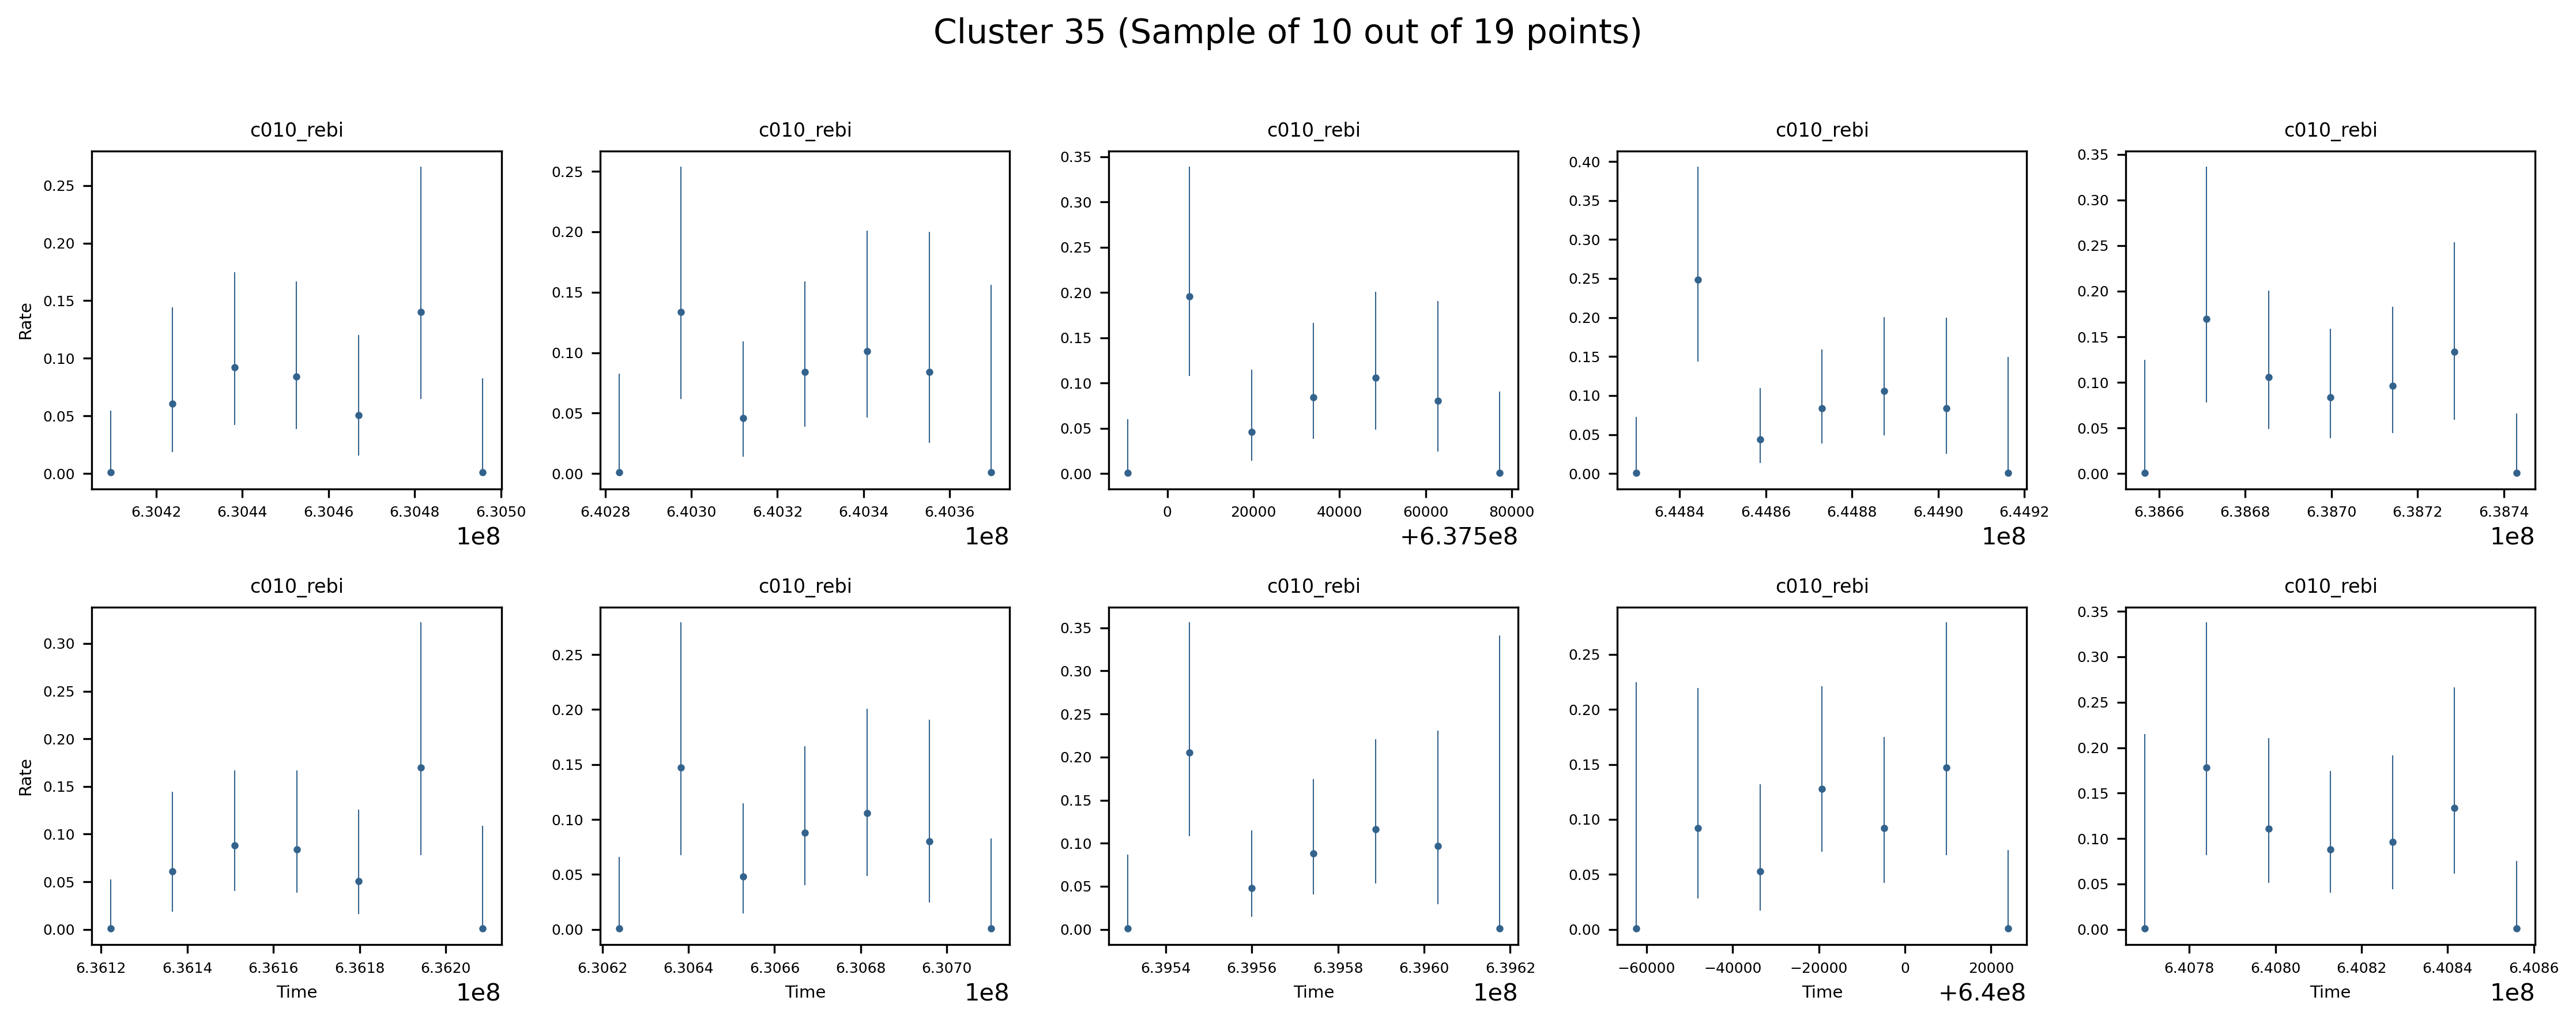 Cluster 35 (Sample of 10 out of 19 points)
c010_rebi c010_rebi c010_rebi c010_rebi c010_rebi
Rate
0.25 0.20 0.15 0.10 0.05 0.00
6.3042 6.3044 6.3046 6.3048 6.3050
1e8
0.25 0.20 0.15 0.10 0.05 0.00
6.4028 6.4030 6.4032 6.4034 6.4036
1e8
0.35 0.30 0.25 0.20 0.15 0.10 0.05 0.00
0 20000 40000 60000 80000
+6.375e8
0.40 0.35 0.30 0.25 0.20 0.15 0.10 0.05 0.00
6.4484 6.4486 6.4488 6.4490 6.4492
1e8
0.35 0.30 0.25 0.20 0.15 0.10 0.05 0.00
6.3866 6.3868 6.3870 6.3872 6.3874
1e8
c010_rebi c010_rebi c010_rebi c010_rebi c010_rebi
Rate
0.30 0.25 0.20 0.15 0.10 0.05 0.00
6.3612 6.3614 6.3616 6.3618 6.3620
Time 1e8
0.25 0.20 0.15 0.10 0.05 0.00
6.3062 6.3064 6.3066 6.3068 6.3070
Time 1e8
0.35 0.30 0.25 0.20 0.15 0.10 0.05 0.00
6.3954 6.3956 6.3958 6.3960 6.3962
Time 1e8
0.25 0.20 0.15 0.10 0.05 0.00
−60000 −40000 −20000 0 20000
Time +6.4e8
0.35 0.30 0.25 0.20 0.15 0.10 0.05 0.00
6.4078 6.4080 6.4082 6.4084 6.4086
Time 1e8